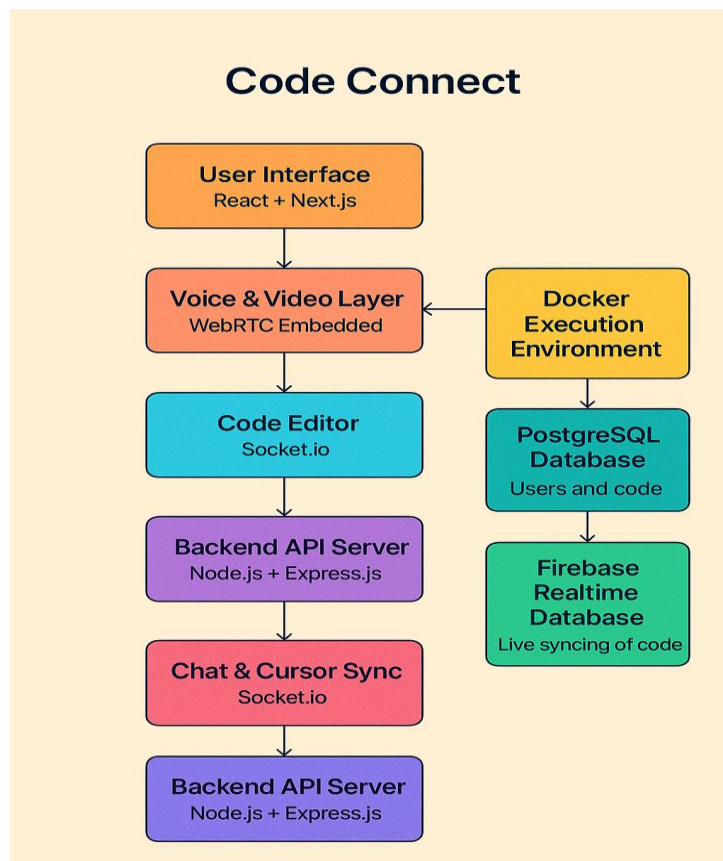 Code Connect
User Interface
React + Next.js
Voice & Video Layer
WebRTC Embedded
Code Editor
Socket.io
Backend API Server
Node.js + Express.js
Chat & Cursor Sync
Socket.io
Backend API Server
Node.js + Express.js
Docker
Execution
Environment
PostgreSQL
Database
Users and code
Firebase
Realtime
Database
Live syncing of code